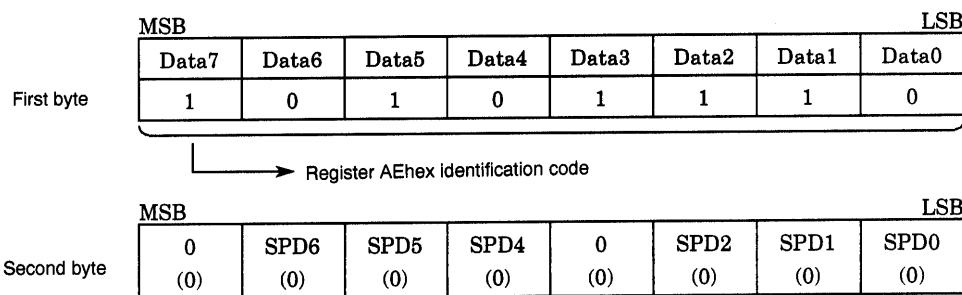 MSB LSB
Data7 Data6 Data5 Data4 Data3 Data2 Data1 Data0
First byte 1 0 1 0 1 1 1 0
Register AEhex identification code
MSB LSB
0 SPD6 SPD5 SPD4 0 SPD2 SPD1 SPD0
Second byte
(0) (0) (0) (0) (0) (0) (0) (0)